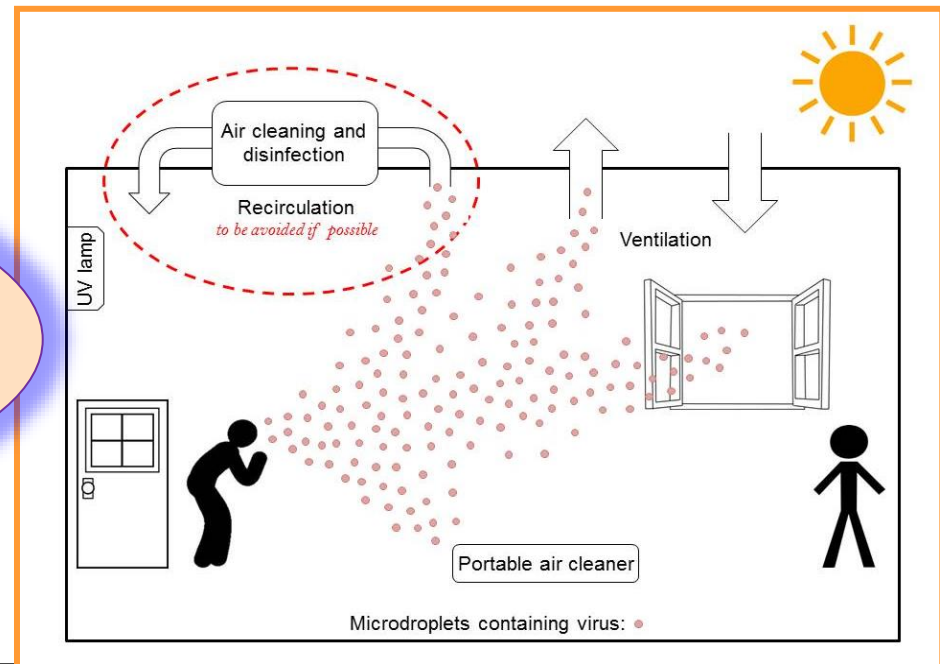 Air cleaning and
disinfection
Recirculation
to be avoided if possible
Ventilation
UV lamp
Portable air cleaner
Microdroplets containing virus: